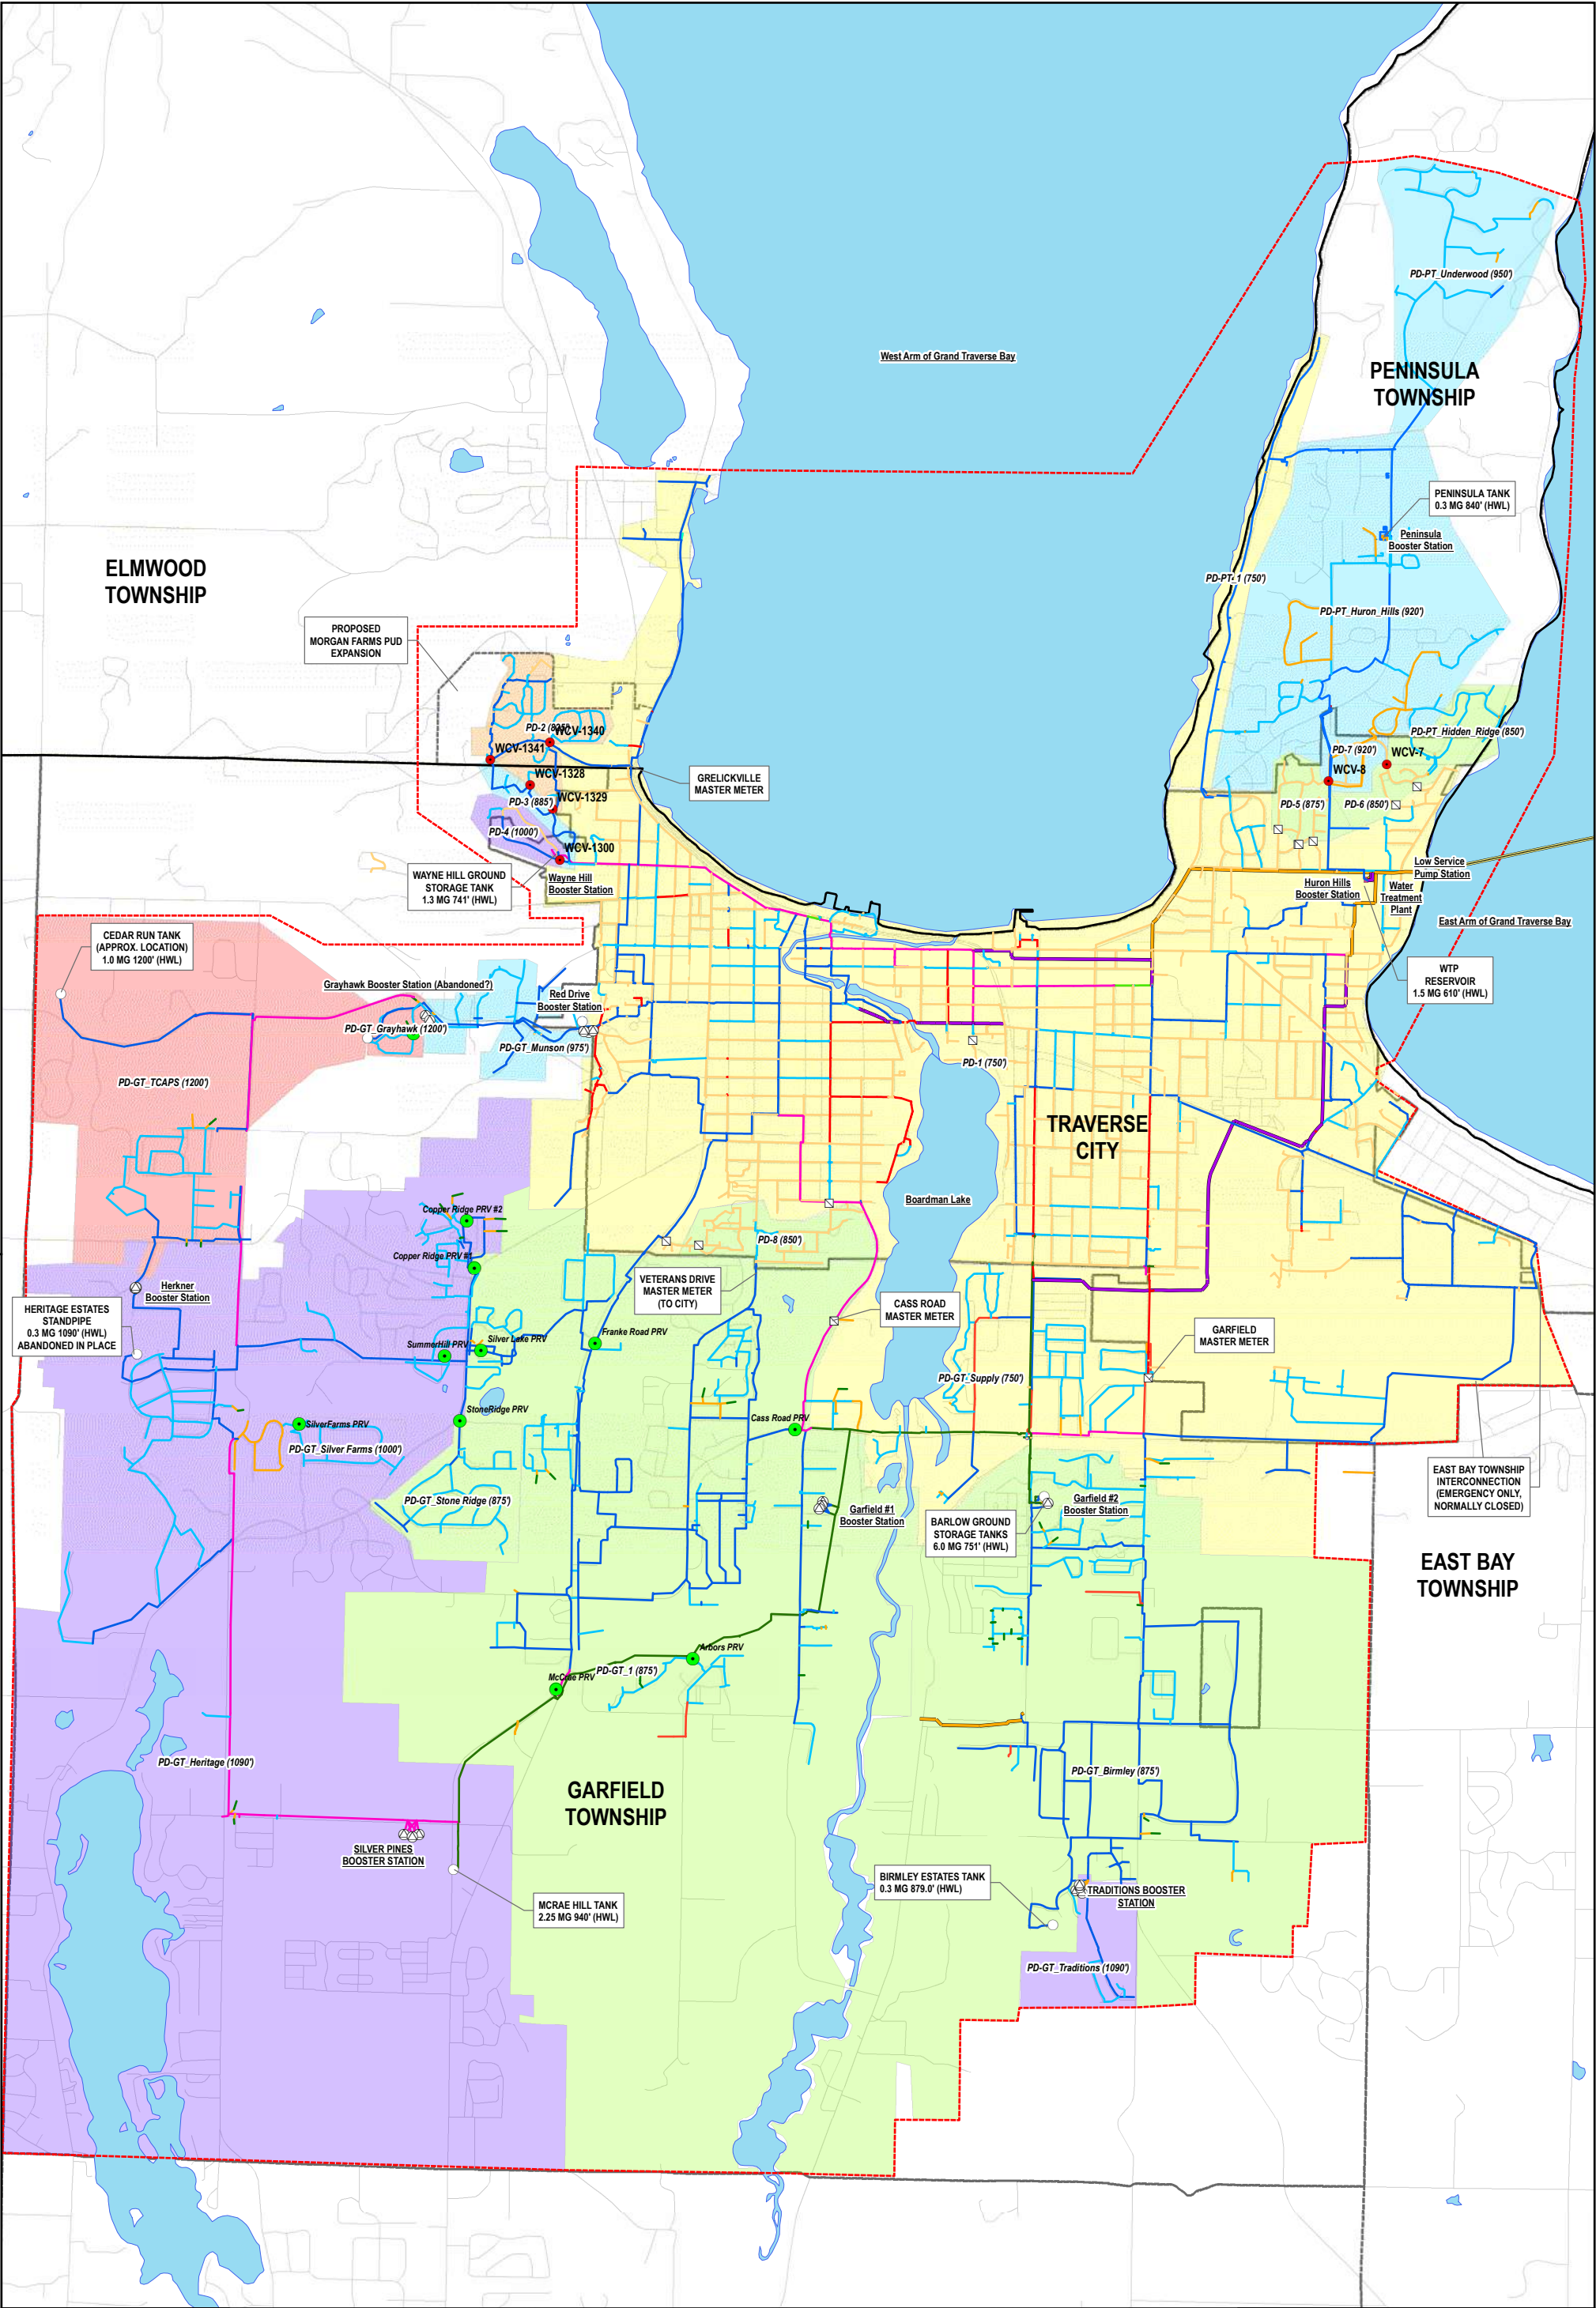 PD-PT_Underwood (950')
West Arm of Grand Traverse Bay
PENINSULA
TOWNSHIP
PENINSULA TANK
0.3 MG 840' (HWL)
Peninsula
Booster Station
ELMWOOD
TOWNSHIP
PD-PT_1 (750')
PD-PT_Huron_Hills (920')
PROPOSED
MORGAN FARMS PUD
EXPANSION
PD-2 (825')
WCV-1340
WCV-1341
PD-PT_Hidden_Ridge (850')
PD-7 (920')
WCV-7
WCV-8
WCV-1328
GRELICKVILLE
MASTER METER
PD-3 (885')
WCV-1329
PD-5 (875')
PD-6 (850')
PD-4 (1000')
WCV-1300
WAYNE HILL GROUND
STORAGE TANK
1.3 MG 741' (HWL)
Wayne Hill
Booster Station
Low Service
Pump Station
Huron Hills
Booster Station
Water
Treatment
Plant
East Arm of Grand Traverse Bay
CEDAR RUN TANK
(APPROX. LOCATION)
1.0 MG 1200' (HWL)
WTP
RESERVOIR
1.5 MG 610' (HWL)
Grayhawk Booster Station (Abandoned?)
Red Drive
Booster Station
PD-GT_Grayhawk (1200')
PD-GT_Munson (975')
PD-1 (750')
PD-GT_TCAPS (1200')
TRAVERSE
CITY
Boardman Lake
Copper Ridge PRV #2
PD-8 (850')
Copper Ridge PRV #1
Herkner
Booster Station
VETERANS DRIVE
MASTER METER
(TO CITY)
CASS ROAD
MASTER METER
HERITAGE ESTATES
STANDPIPE
0.3 MG 1090' (HWL)
ABANDONED IN PLACE
GARFIELD
MASTER METER
Franke Road PRV
SummerHill PRV
Silver Lake PRV
PD-GT_Supply (750')
StoneRidge PRV
SilverFarms PRV
Cass Road PRV
PD-GT_Silver Farms (1000')
EAST BAY TOWNSHIP
INTERCONNECTION
(EMERGENCY ONLY,
NORMALLY CLOSED)
PD-GT_Stone Ridge (875')
Garfield #1
Booster Station
BARLOW GROUND
STORAGE TANKS
6.0 MG 751' (HWL)
Garfield #2
Booster Station
EAST BAY
TOWNSHIP
Arbors PRV
PD-GT_1 (875')
McCrae PRV
PD-GT_Heritage (1090')
PD-GT_Birmley (875')
GARFIELD
TOWNSHIP
SILVER PINES
BOOSTER STATION
BIRMLEY ESTATES TANK
0.3 MG 879.0' (HWL)
TRADITIONS BOOSTER
STATION
MCRAE HILL TANK
2.25 MG 940' (HWL)
PD-GT_Traditions (1090')